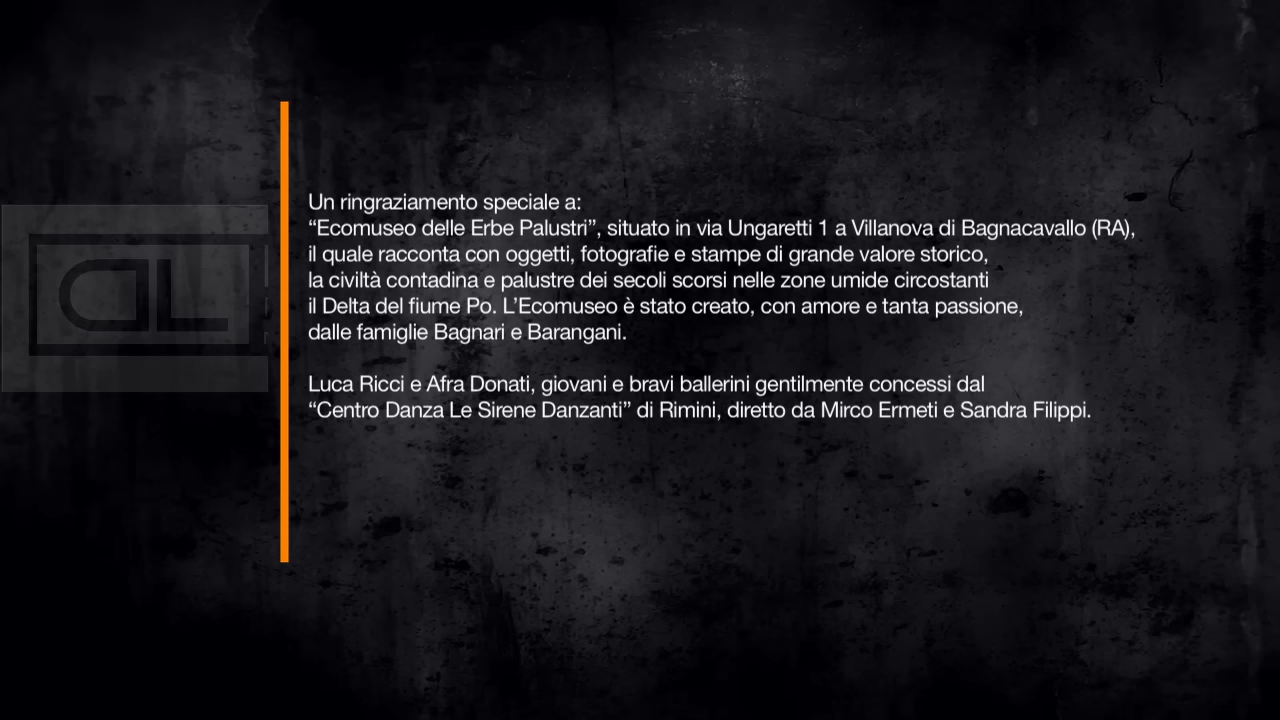 Un ringraziamento speciale a:
“Ecomuseo delle Erbe Palustri”, situato in via Ungaretti 1 a Villanova di Bagnacavallo (RA),
il quale racconta con oggetti, fotografie e stampe di grande valore storico,
la civiltà contadina e palustre dei secoli scorsi nelle zone umide circostanti
il Delta del fiume Po. L’Ecomuseo è stato creato, con amore e tanta passione,
dalle famiglie Bagnari e Barangani.
Luca Ricci e Afra Donati, giovani e bravi ballerini gentilmente concessi dal
“Centro Danza Le Sirene Danzanti” di Rimini, diretto da Mirco Ermeti e Sandra Filippi.